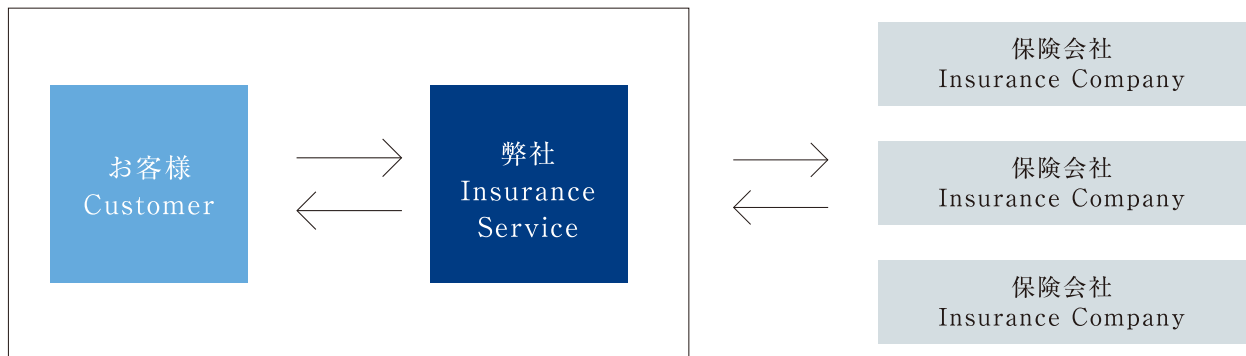 お客様
Customer
弊社
Insurance
Service
保険会社
Insurance Company
保険会社
Insurance Company
保険会社
Insurance Company